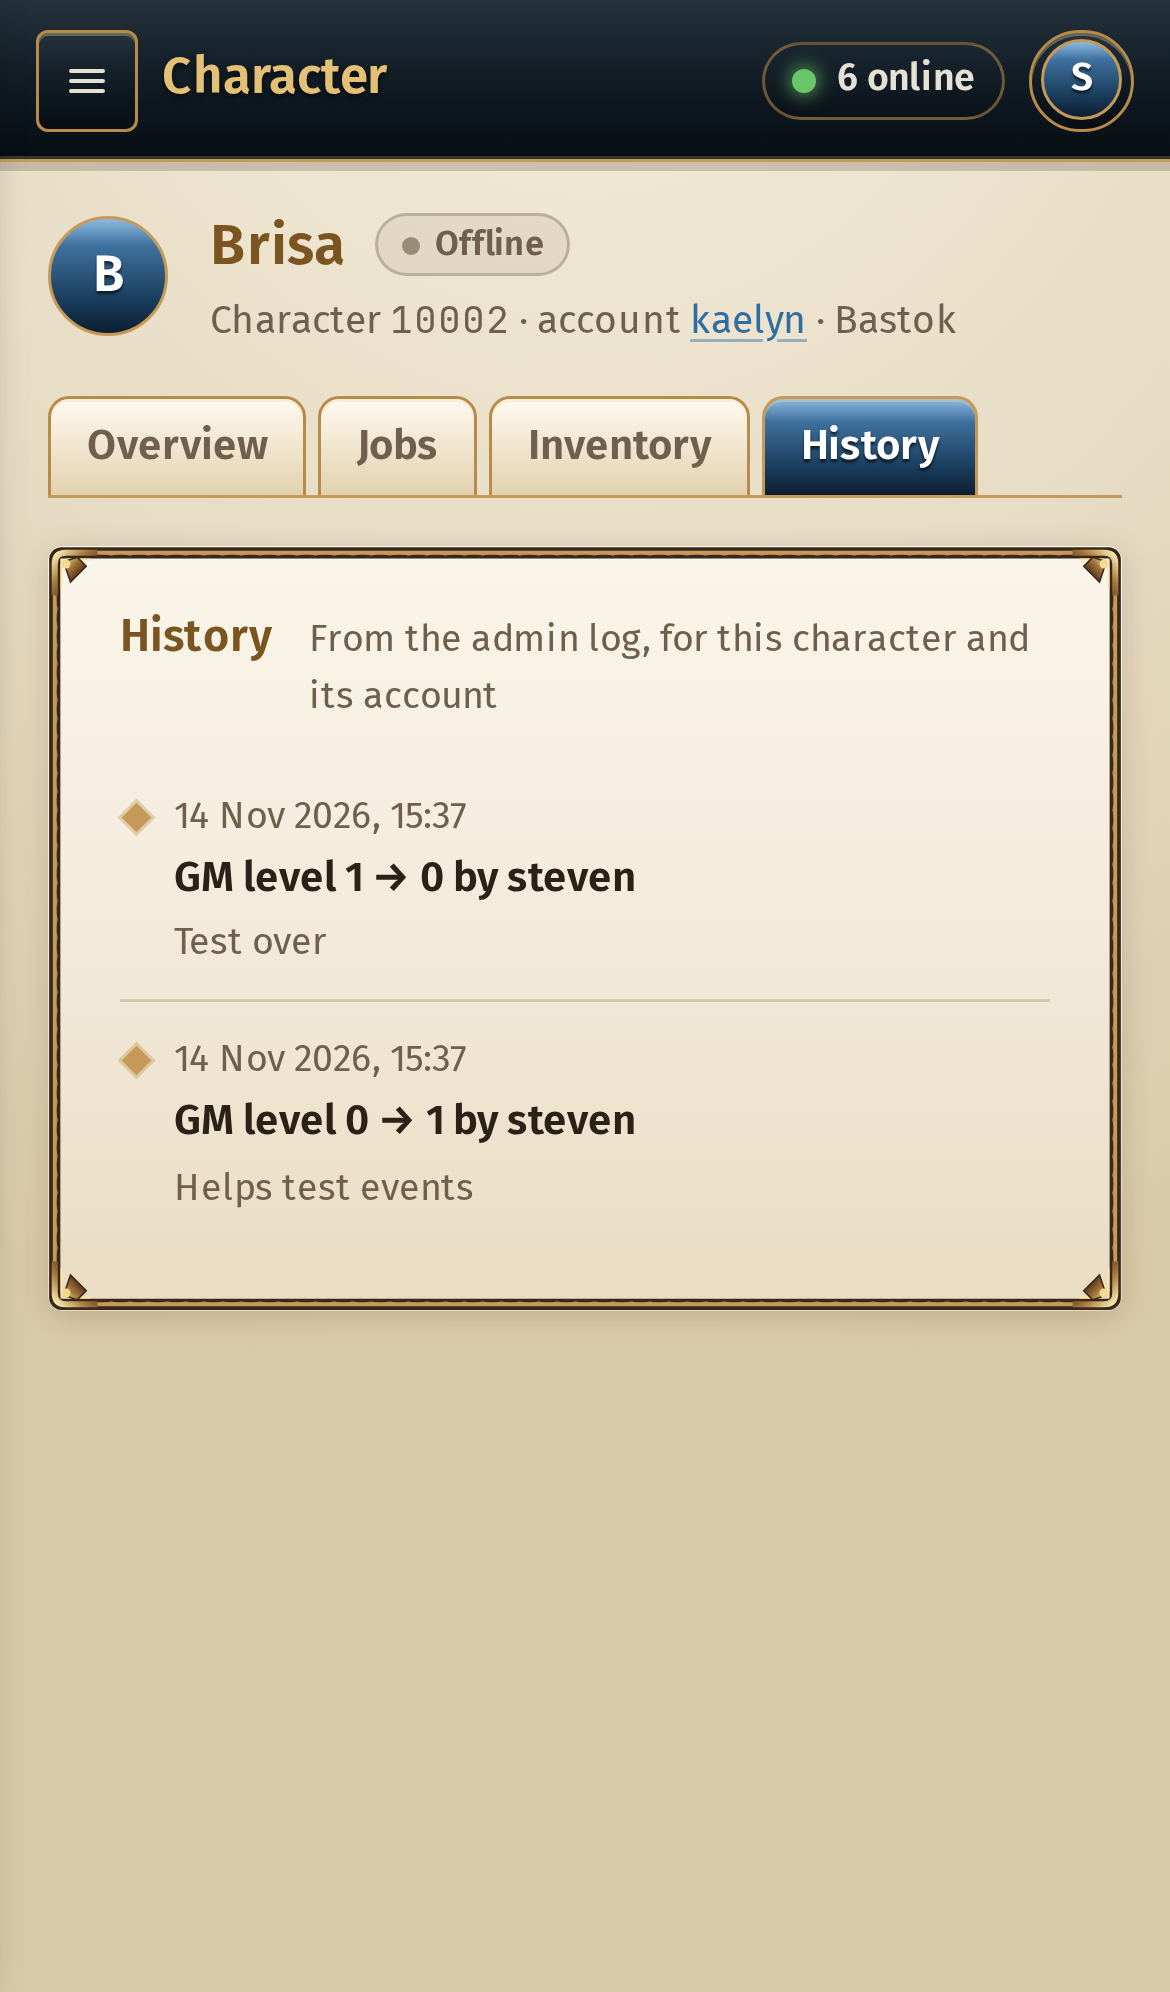 Character
6 online
S
B
Brisa
Offline
Character 10002 · account kaelyn · Bastok
Overview
Jobs
Inventory
History
History
From the admin log, for this character and
its account
14 Nov 2026, 15:37
GM level 1 → 0 by steven
Test over
14 Nov 2026, 15:37
GM level 0 → 1 by steven
Helps test events